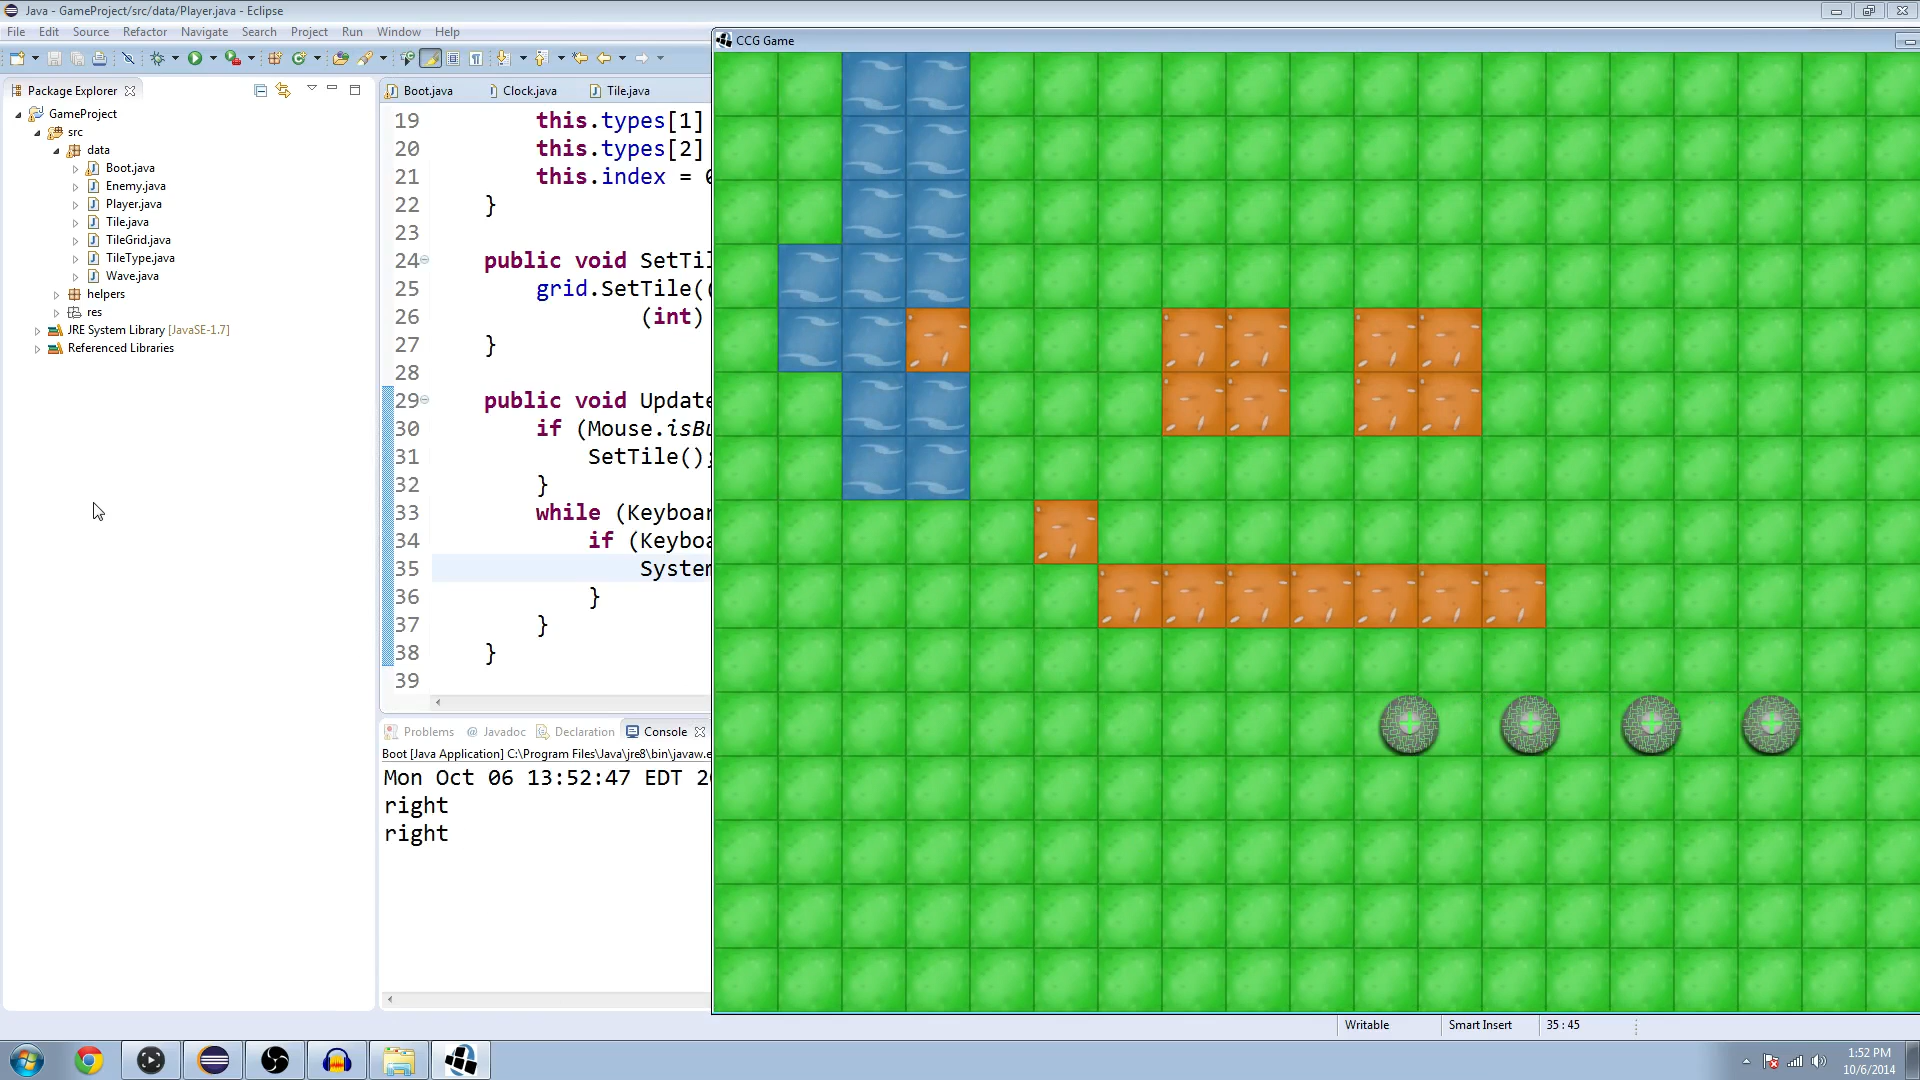 Java - GameProject/src/data/Player.java - Eclipse
File Edit Source Refactor Navigate Search Project Run Window Help
Package Explorer
GameProject
src
data
Boot.java
Enemy.java
Player.java
Tile.java
TileGrid.java
TileType.java
Wave.java
helpers
res
JRE System Library [JavaSE-1.7]
Referenced Libraries
Boot.java Clock.java Tile.java
19 this.types[1]
20 this.types[2]
21 this.index =
22 }
23
24 public void SetTil
25 grid.SetTile((
26 (int)
27 }
28
29 public void Update
30 if (Mouse.isBu
31 SetTile();
32 }
33 while (Keyboar
34 if (Keyboa
35 System
36 }
37 }
38 }
39
Problems @ Javadoc Declaration Console
Boot [Java Application] C:\Program Files\Java\jre8\bin\javaw.e
Mon Oct 06 13:52:47 EDT 2
right
right
CCG Game
Writable Smart Insert 35 : 45
1:52 PM
10/6/2014